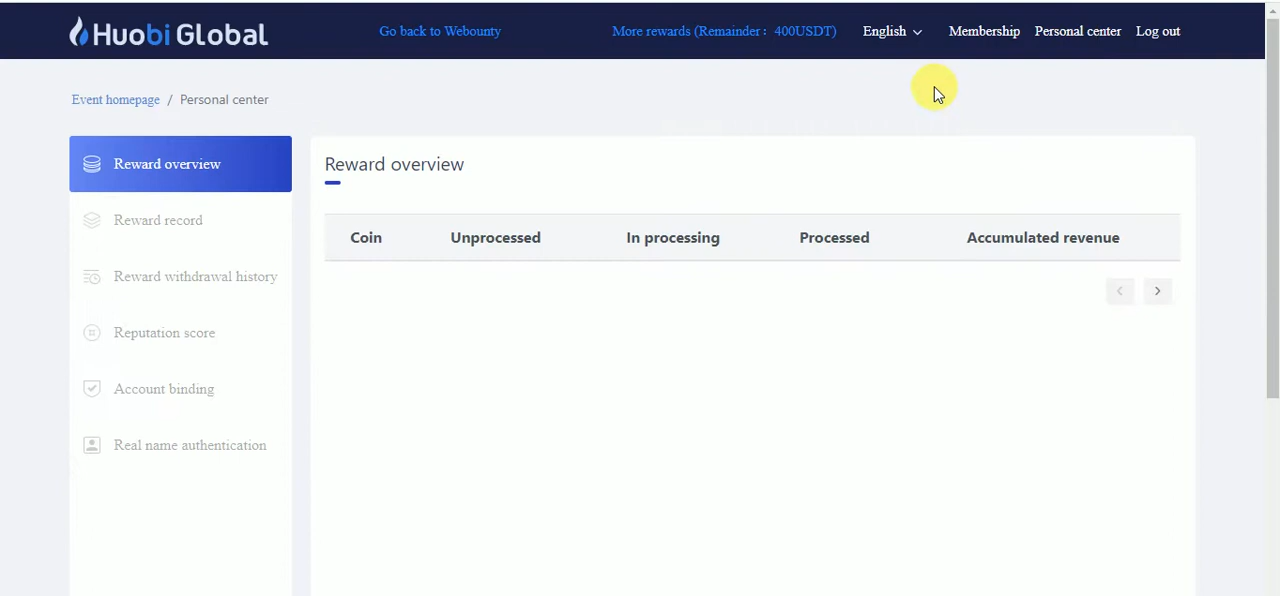 Huobi Global
Go back to Webounty
More rewards (Remainder: 400USDT)
English
Membership
Personal center
Log out
Event homepage / Personal center
Reward overview
Reward record
Reward withdrawal history
Reputation score
Account binding
Real name authentication
Reward overview
Coin Unprocessed In processing Processed Accumulated revenue